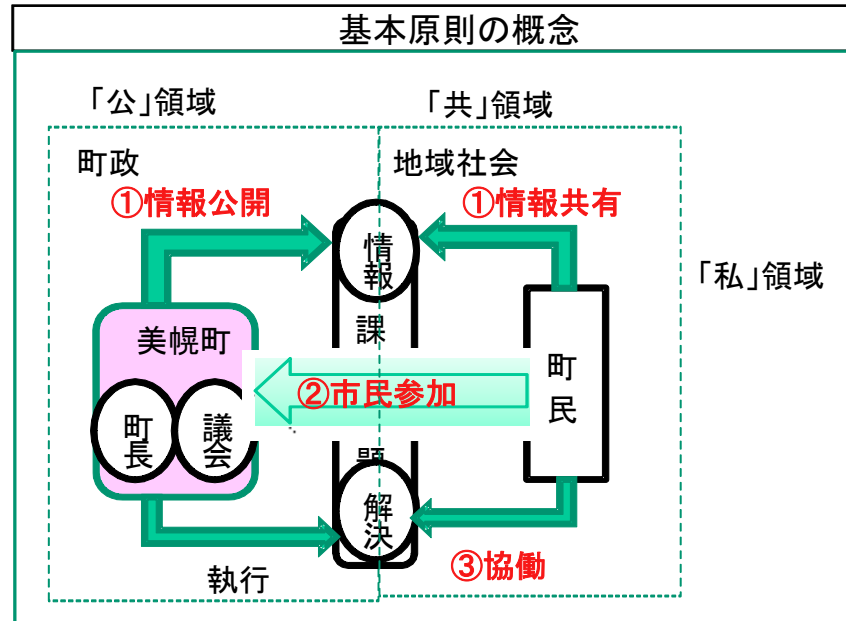 基本原則の概念
「公」領域
「共」領域
町政
地域社会
①情報公開
①情報共有
情報
「私」領域
美幌町
課
町民
②市民参加
町長
議会
題
解決
執行
③協働